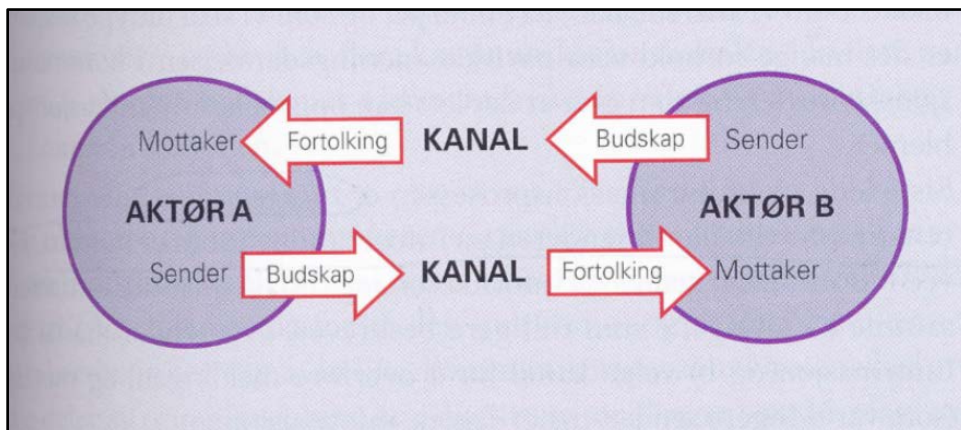 Mottaker Fortolking KANAL Budskap Sender
AKTØR A AKTØR B
Sender Budskap KANAL Fortolking Mottaker